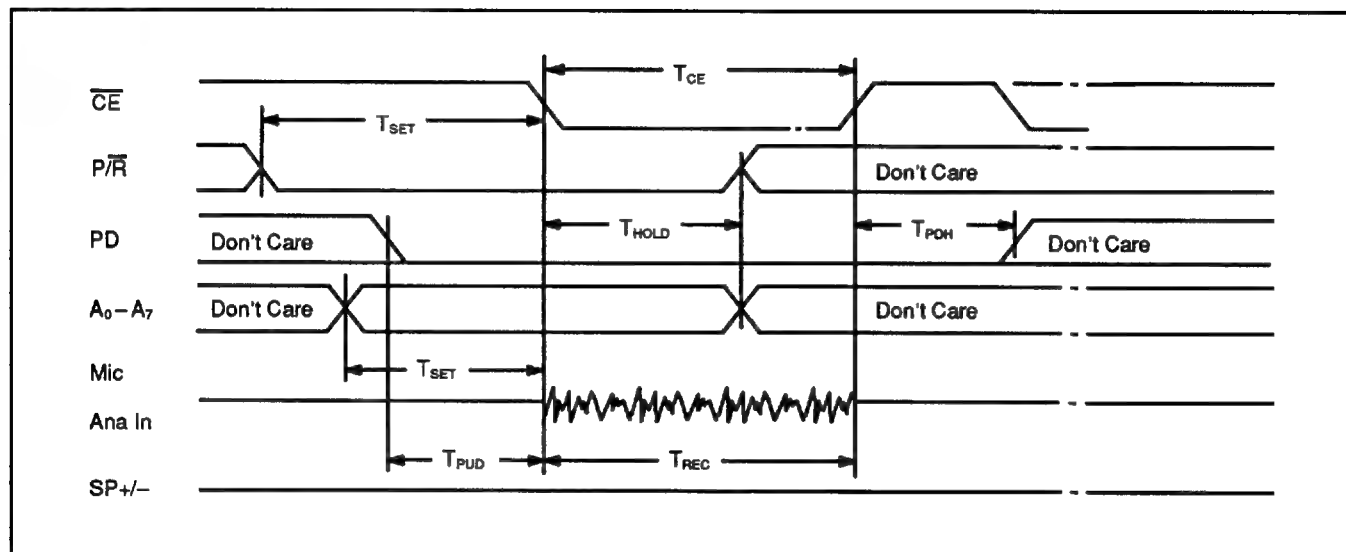 T_CE
C̅E̅
T_SET
P/R̅
Don't Care
PD
Don't Care
T_HOLD
T_PDH
Don't Care
A₀–A₇
Don't Care
Don't Care
Mic
T_SET
Ana In
T_PUD
T_REC
SP+/–